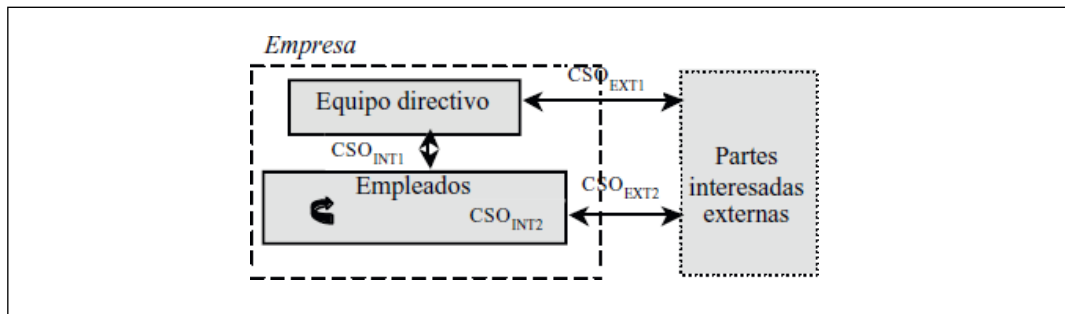 Empresa
CSO EXT1
Equipo directivo
CSO INT1
Partes
interesadas
externas
Empleados
CSO EXT2
CSO INT2